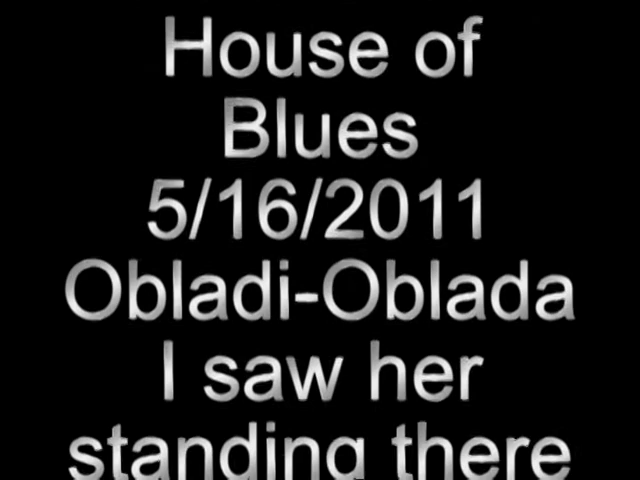 House of
Blues
5/16/2011
Obladi-Oblada
I saw her
standing there